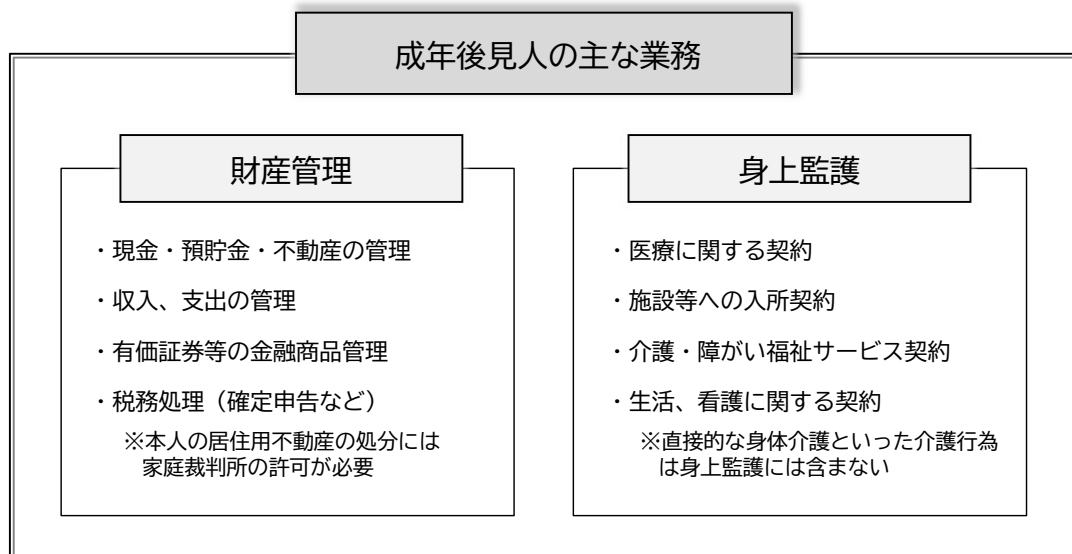 成年後見人の主な業務
財産管理
・現金・預貯金・不動産の管理
・収入、支出の管理
・有価証券等の金融商品管理
・税務処理（確定申告など）
※本人の居住用不動産の処分には
家庭裁判所の許可が必要
身上監護
・医療に関する契約
・施設等への入所契約
・介護・障がい福祉サービス契約
・生活、看護に関する契約
※直接的な身体介護といった介護行為
は身上監護には含まない